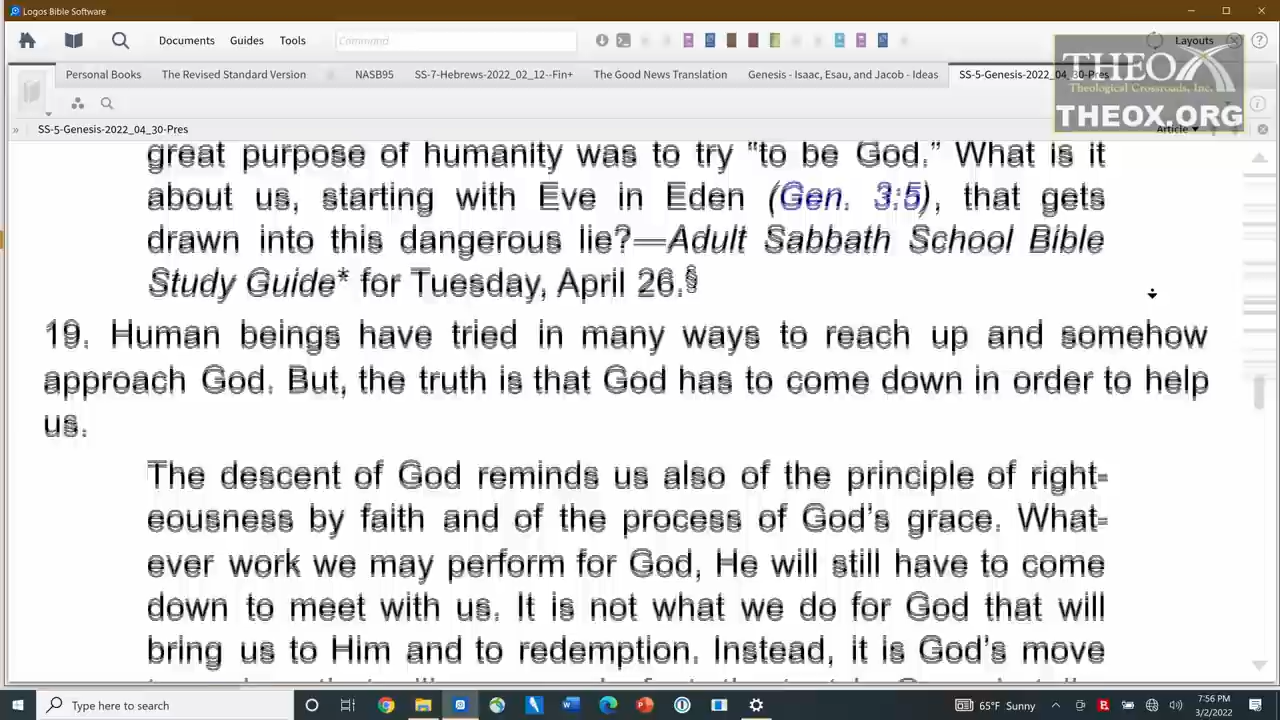 Logos Bible Software
Documents Guides Tools Command Layouts
THEOX
Theological Crossroads, Inc.
THEOX.ORG
Personal Books The Revised Standard Version NASB95 SS-7-Hebrews-2022_02_12--Fin+ The Good News Translation Genesis - Isaac, Esau, and Jacob - Ideas SS-5-Genesis-2022_04_30-Pres
SS-5-Genesis-2022_04_30-Pres Article
great purpose of humanity was to try “to be God.” What is it
about us, starting with Eve in Eden (Gen. 3:5), that gets
drawn into this dangerous lie?—Adult Sabbath School Bible
Study Guide* for Tuesday, April 26.§
19. Human beings have tried in many ways to reach up and somehow
approach God. But, the truth is that God has to come down in order to help
us.
The descent of God reminds us also of the principle of right-
eousness by faith and of the process of God’s grace. What-
ever work we may perform for God, He will still have to come
down to meet with us. It is not what we do for God that will
bring us to Him and to redemption. Instead, it is God’s move
Type here to search 65°F Sunny 7:56 PM
3/2/2022